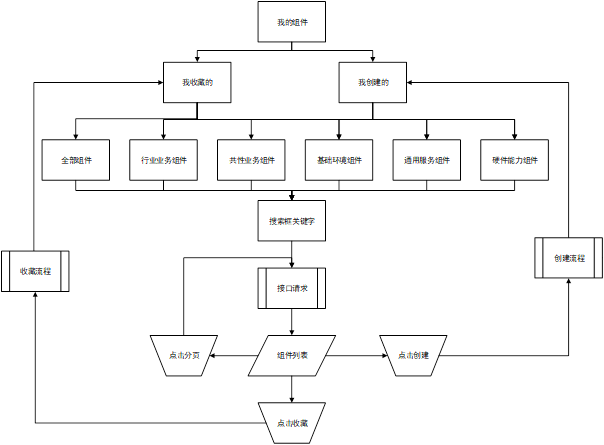 我的组件
我收藏的
我创建的
全部组件
行业业务组件
共性业务组件
基础环境组件
通用服务组件
硬件能力组件
搜索框关键字
收藏流程
创建流程
接口请求
点击分页
组件列表
点击创建
点击收藏